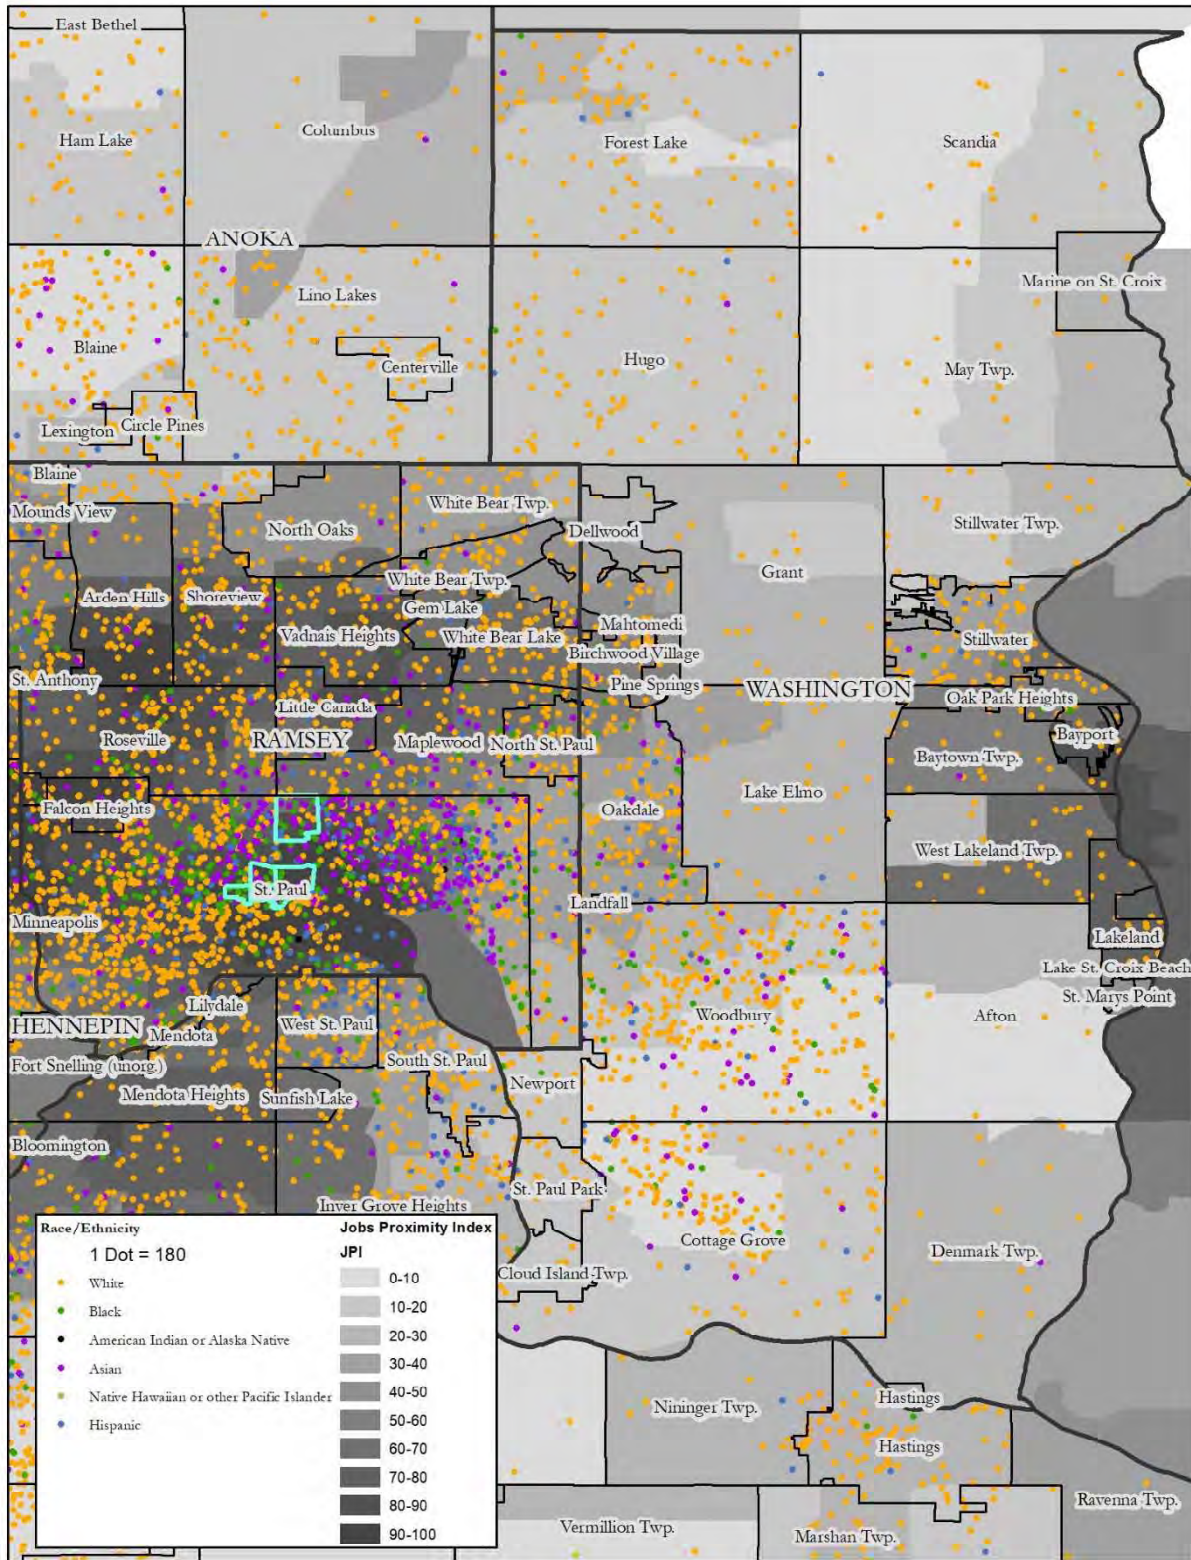 East Bethel
Ham Lake
Columbus
Forest Lake
Scandia
ANOKA
Marine on St. Croix
Lino Lakes
Blaine
Centerville
Hugo
May Twp.
Lexington
Circle Pines
Blaine
Mounds View
White Bear Twp.
North Oaks
Dellwood
Stillwater Twp.
Grant
White Bear Twp.
Arden Hills
Shoreview
Gem Lake
Vadnais Heights
White Bear Lake
Mahtomedi
Stillwater
Birchwood Village
St. Anthony
Pine Springs
WASHINGTON
Oak Park Heights
Little Canada
Roseville
RAMSEY
Maplewood
North St. Paul
Bayport
Baytown Twp.
Falcon Heights
Oakdale
Lake Elmo
West Lakeland Twp.
St. Paul
Landfall
Minneapolis
Lakeland
Lake St. Croix Beach
St. Marys Point
Lilydale
Woodbury
Afton
HENNEPIN
Mendota
West St. Paul
Fort Snelling (unorg.)
South St. Paul
Newport
Mendota Heights
Sunfish Lake
Bloomington
St. Paul Park
Inver Grove Heights
Cottage Grove
Denmark Twp.
Cloud Island Twp.
Race/Ethnicity
1 Dot = 180
White
Black
American Indian or Alaska Native
Asian
Native Hawaiian or other Pacific Islander
Hispanic
Jobs Proximity Index
JPI
0-10
10-20
20-30
30-40
40-50
50-60
60-70
70-80
80-90
90-100
Hastings
Nininger Twp.
Hastings
Ravenna Twp.
Vermillion Twp.
Marshan Twp.